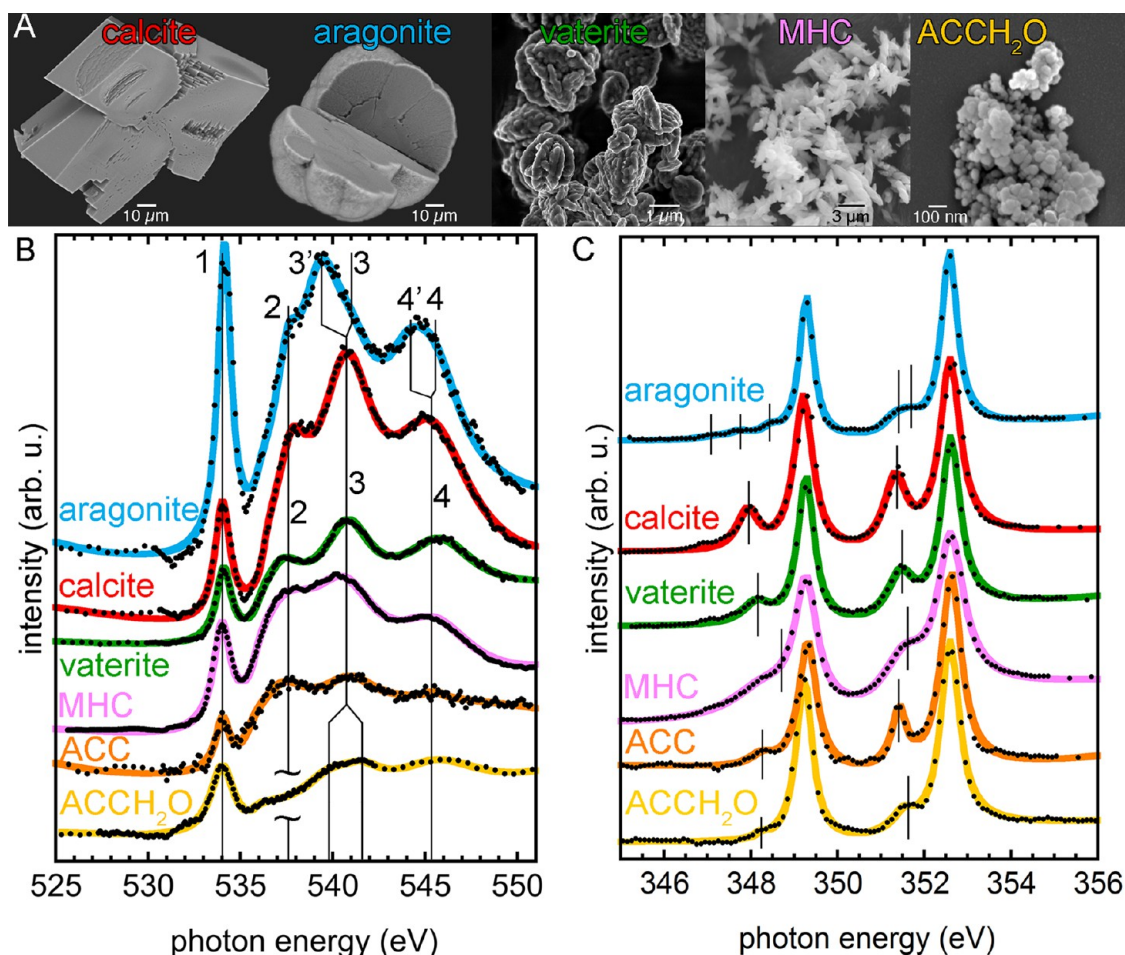 A
calcite
aragonite
vaterite
MHC
ACCH₂O
10 µm
10 µm
1 µm
3 µm
100 nm
B
1
2
3'
3
4'
4
aragonite
calcite
vaterite
MHC
ACC
ACCH₂O
2
3
4
~
~
intensity (arb. u.)
525 530 535 540 545 550
photon energy (eV)
C
aragonite
calcite
vaterite
MHC
ACC
ACCH₂O
intensity (arb. u.)
346 348 350 352 354 356
photon energy (eV)